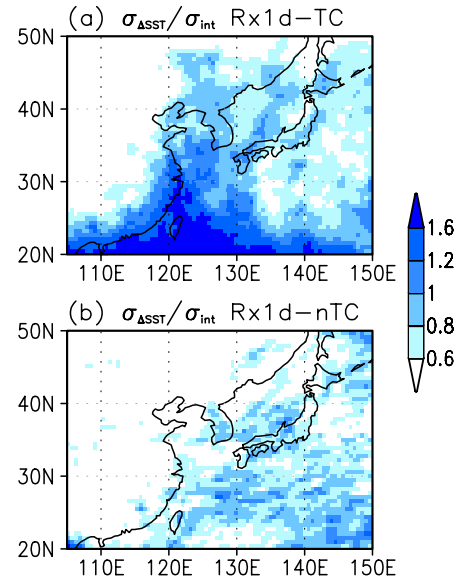 (a) σΔSST/σint Rx1d−TC
50N
40N
30N
20N
110E 120E 130E 140E 150E
(b) σΔSST/σint Rx1d−nTC
50N
40N
30N
20N
110E 120E 130E 140E 150E
1.6
1.2
1
0.8
0.6